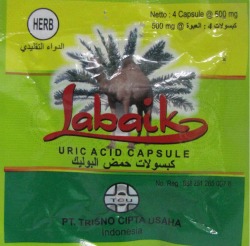 HERB
Netto : 4 Capsule @ 500 mg
كبسولات 4 : العبوة @ 500 mg
الدواء التقليدي
Labaik
URIC ACID CAPSULE
كبسولات حمض البوليك
TCU
PT. TRISNO CIPTA USAHA
Indonesia